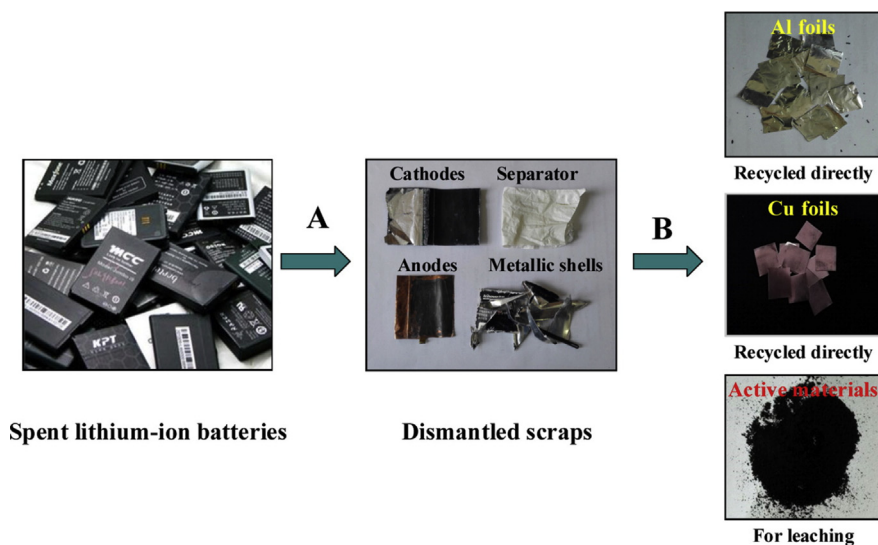 Al foils
Recycled directly
A
Cathodes Separator
Anodes Metallic shells
B
Cu foils
Recycled directly
MCC
KPT
Spent lithium-ion batteries
Dismantled scraps
Active materials
For leaching